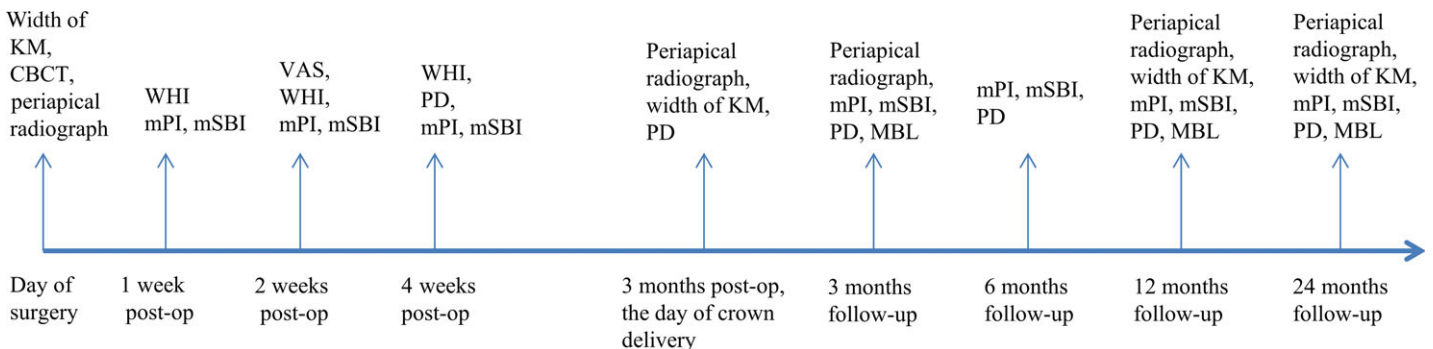 Width of
KM,
CBCT,
periapical
radiograph
WHI
mPI, mSBI
VAS,
WHI,
mPI, mSBI
WHI,
PD,
mPI, mSBI
Periapical
radiograph,
width of KM,
PD
Periapical
radiograph,
mPI, mSBI,
PD, MBL
mPI, mSBI,
PD
Periapical
radiograph,
width of KM,
mPI, mSBI,
PD, MBL
Periapical
radiograph,
width of KM,
mPI, mSBI,
PD, MBL
Day of
surgery
1 week
post-op
2 weeks
post-op
4 weeks
post-op
3 months post-op,
the day of crown
delivery
3 months
follow-up
6 months
follow-up
12 months
follow-up
24 months
follow-up